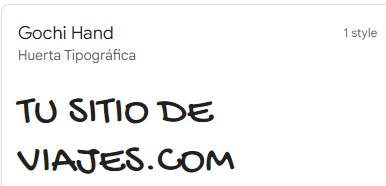 Gochi Hand
1 style
Huerta Tipográfica
TU SITIO DE
VIAJES.COM